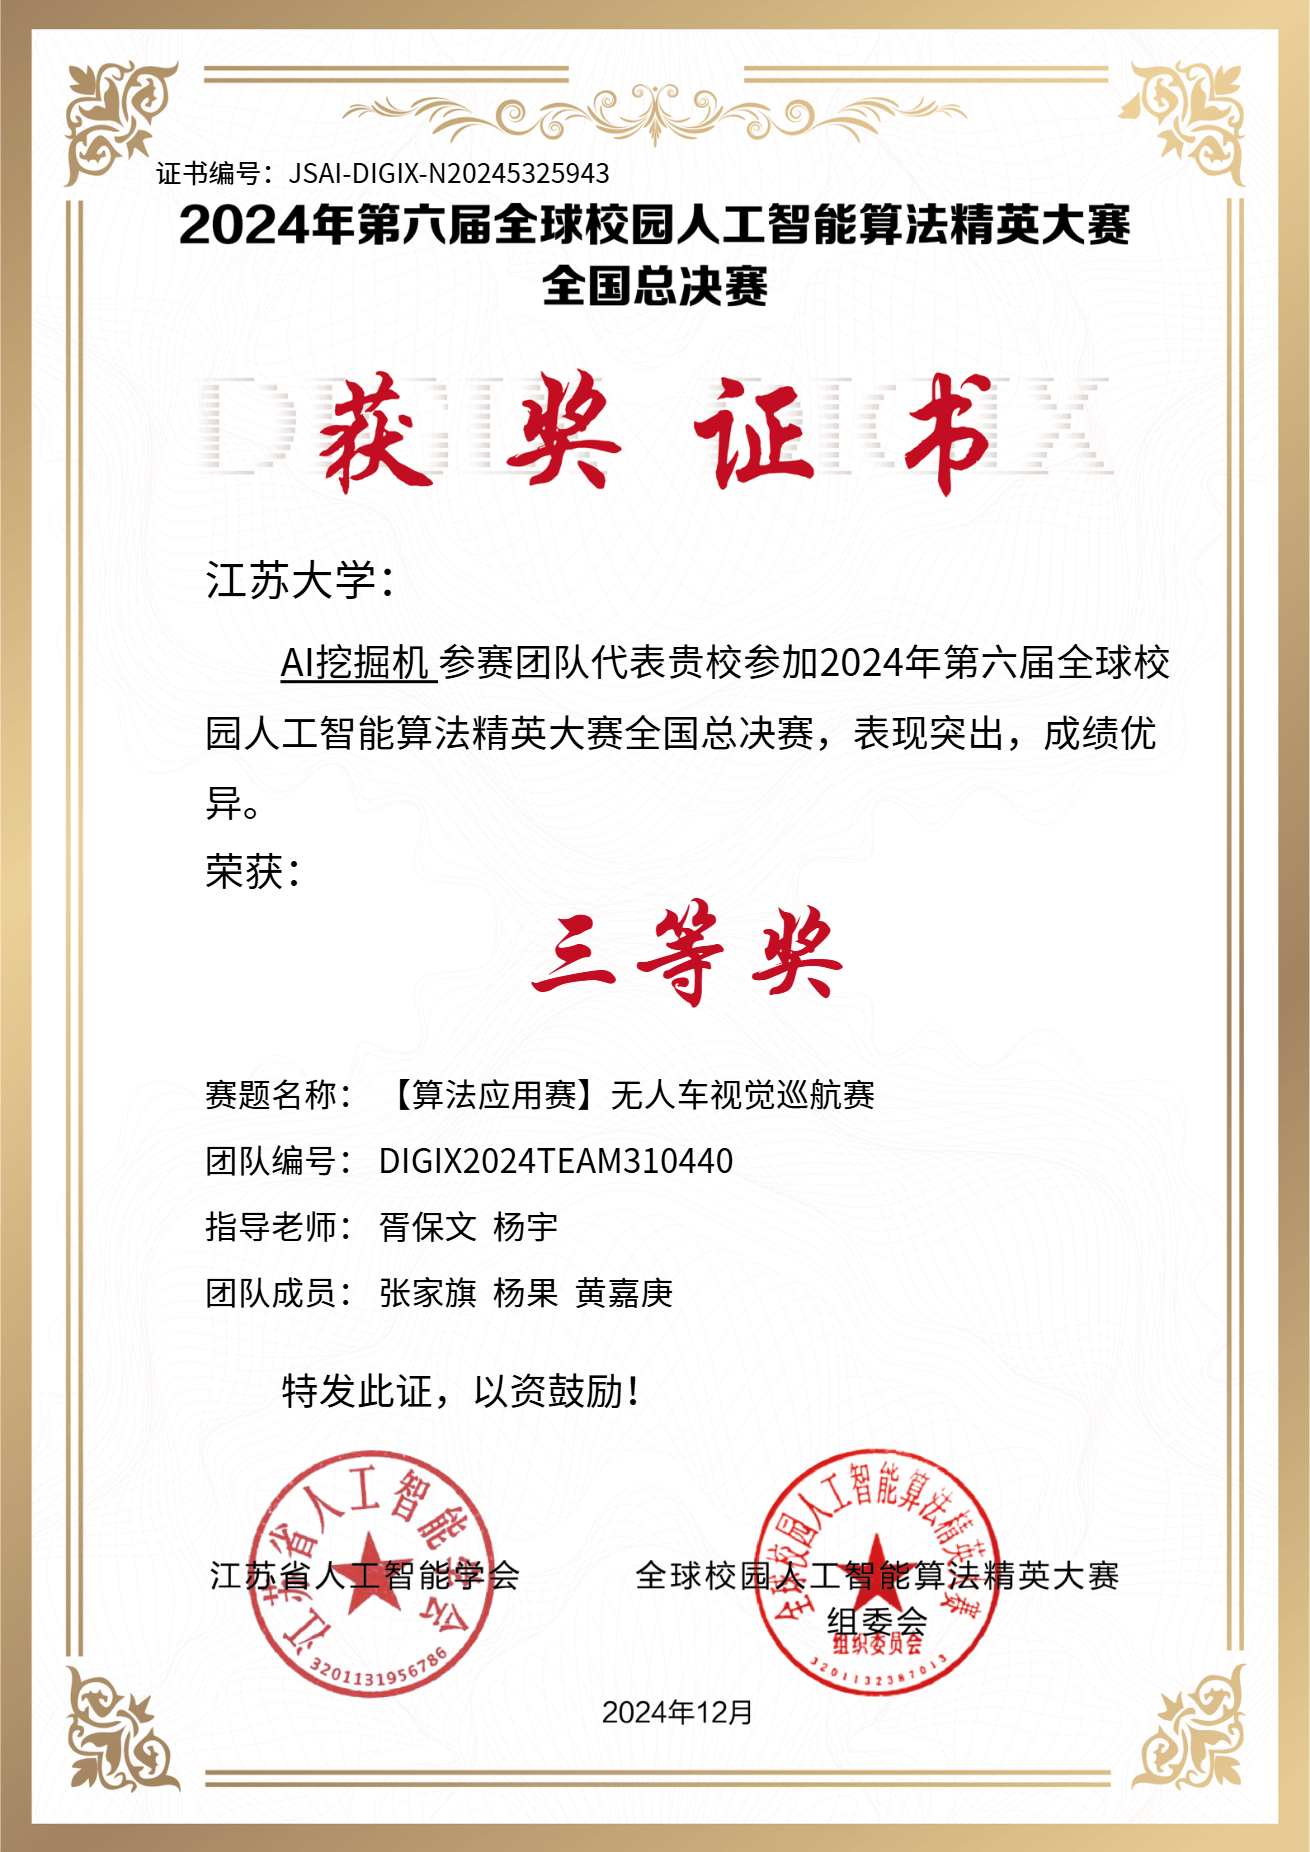 证书编号：JSAI-DIGIX-N20245325943
2024年第六届全球校园人工智能算法精英大赛
全国总决赛
DIGIX DIGIX
获奖证书
江苏大学：
AI挖掘机 参赛团队代表贵校参加2024年第六届全球校
园人工智能算法精英大赛全国总决赛，表现突出，成绩优
异。
荣获：
三等奖
赛题名称： 【算法应用赛】无人车视觉巡航赛
团队编号： DIGIX2024TEAM310440
指导老师： 胥保文 杨宇
团队成员： 张家旗 杨果 黄嘉庚
特发此证，以资鼓励！
江苏省人工智能学会
3201131956786
江苏省人工智能学会
全球校园人工智能算法精英大赛
组织委员会
3201132387013
全球校园人工智能算法精英大赛
组委会
2024年12月